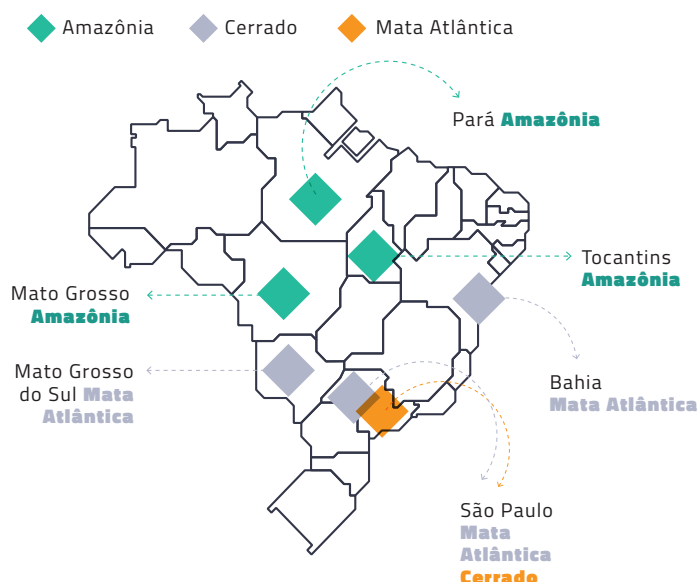 Amazônia Cerrado Mata Atlântica
Pará Amazônia
Tocantins
Amazônia
Mato Grosso
Amazônia
Mato Grosso
do Sul Mata
Atlântica
Bahia
Mata Atlântica
São Paulo
Mata
Atlântica
Cerrado